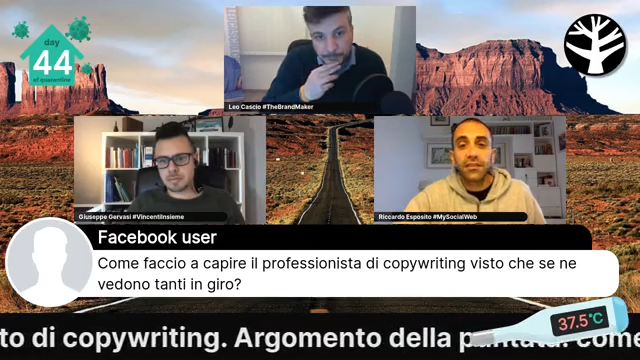 day
44
of quarantine
Leo Cascio #TheBrandMaker
Giuseppe Gervasi #VincentiInsieme
Riccardo Esposito #MySocialWeb
Facebook user
Come faccio a capire il professionista di copywriting visto che se ne
vedono tanti in giro?
to di copywriting. Argomento della
37.5°C